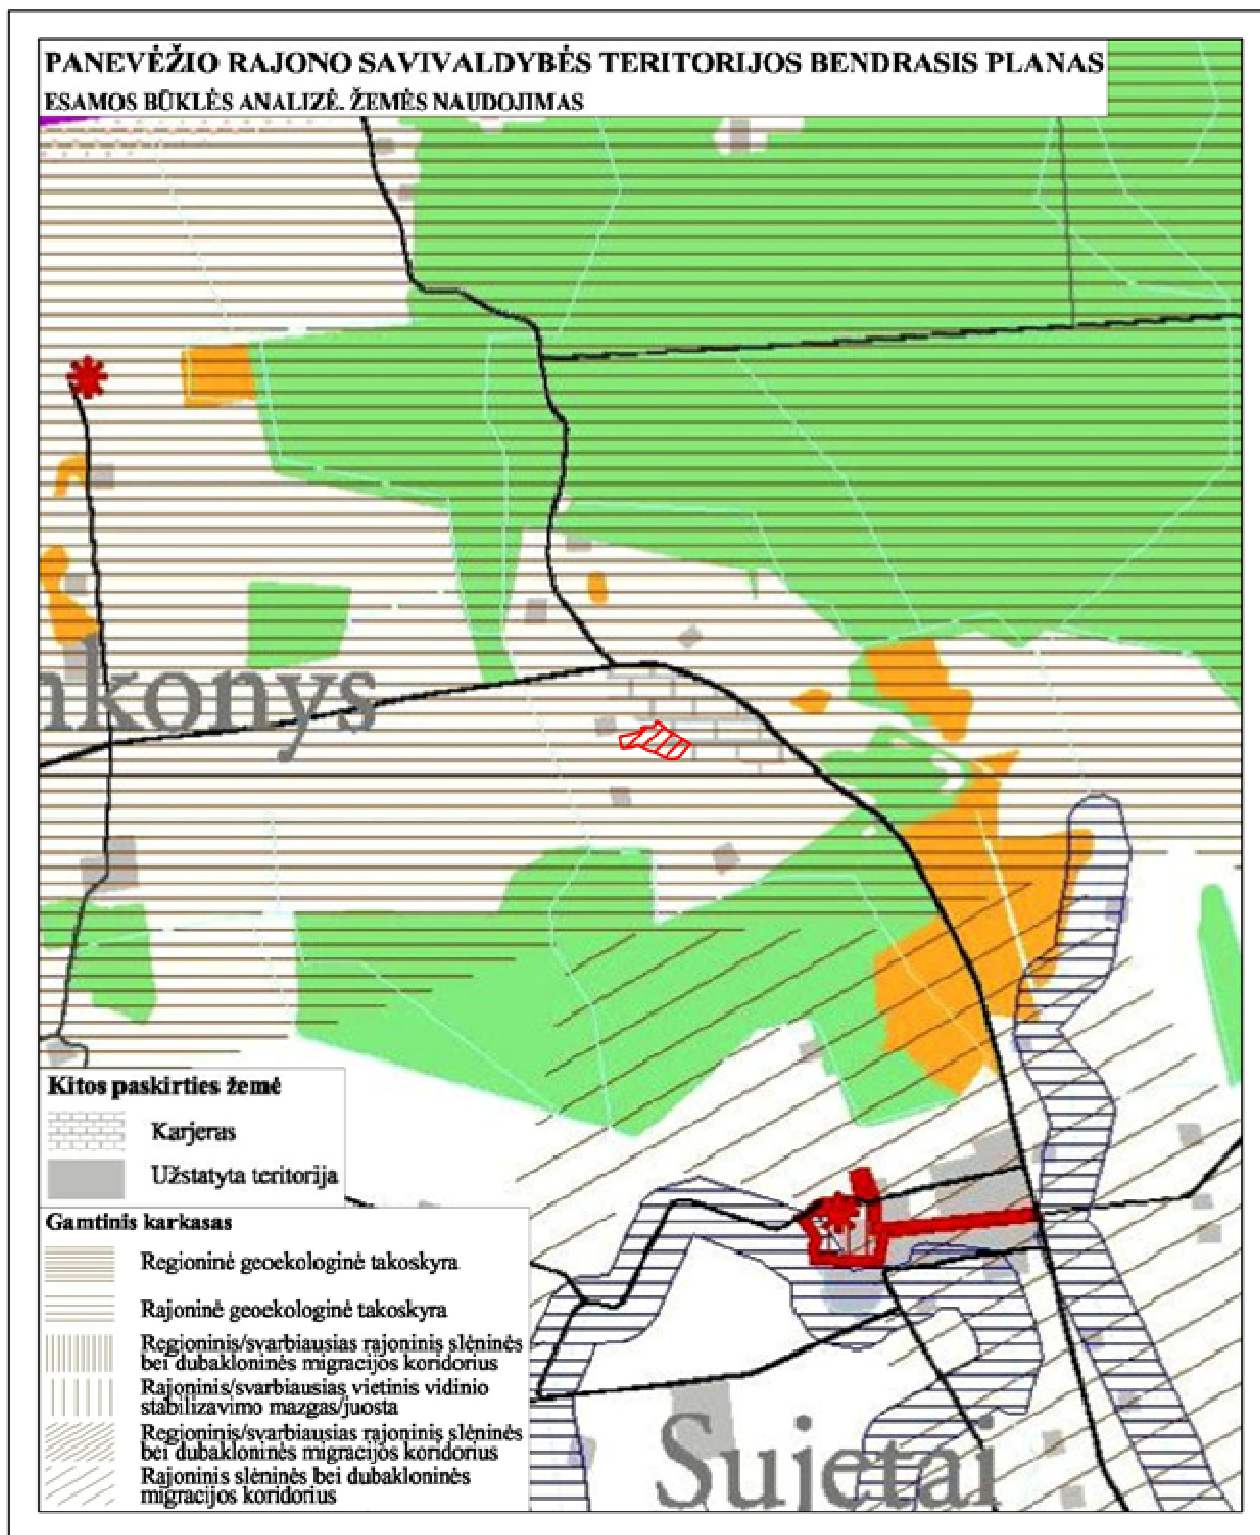 PANEVĖŽIO RAJONO SAVIVALDYBĖS TERITORIJOS BENDRASIS PLANAS
ESAMOS BŪKLĖS ANALIZĖ. ŽEMĖS NAUDOJIMAS
nkonys
Kitos paskirties žemė
Karjeras
Užstatyta teritorija
Gamtinis karkasas
Regioninė geoekologinė takoskyra
Rajoninė geoekologinė takoskyra
Regioninis/svarbiausias rajoninis slėninės
bei dubakloninės migracijos koridorius
Rajoninis/svarbiausias vietinis vidinio
stabilizavimo mazgas/juosta
Regioninis/svarbiausias rajoninis slėninės
bei dubakloninės migracijos koridorius
Rajoninis slėninės bei dubakloninės
migracijos koridorius
Sujetai